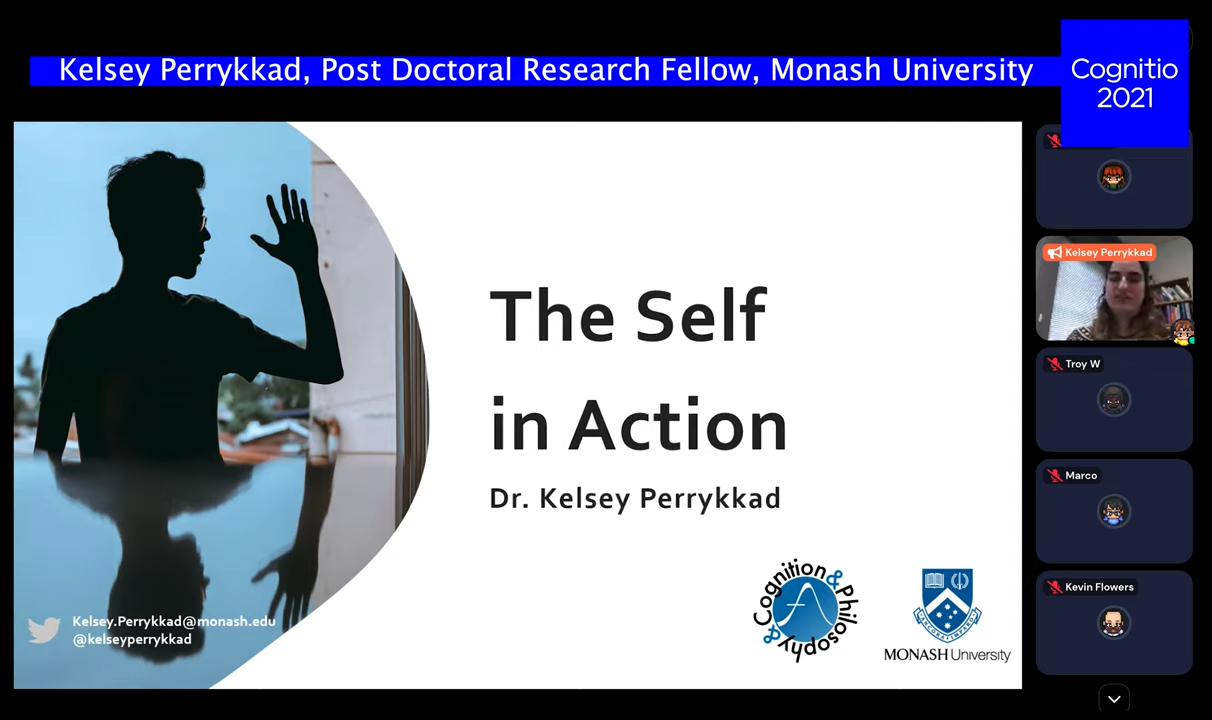 Kelsey Perrykkad, Post Doctoral Research Fellow, Monash University
Cognitio
2021
Kelsey Perrykkad
The Self
in Action
Dr. Kelsey Perrykkad
Troy W
Marco
Kevin Flowers
Kelsey.Perrykkad@monash.edu
@kelseyperrykkad
Cognition & Philosophy &
MONASH University